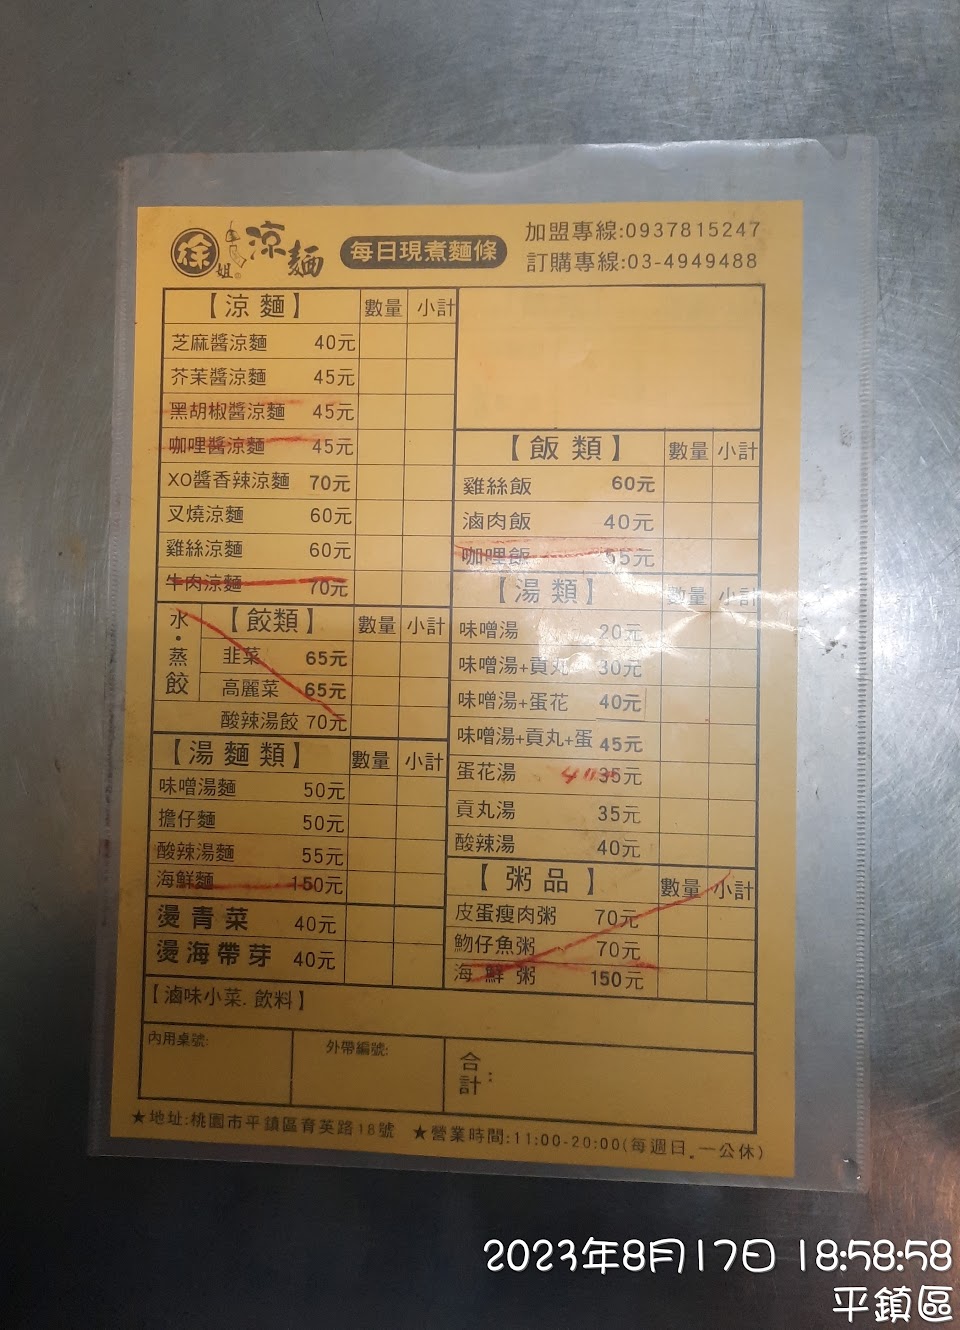 徐姐®涼麵 每日現煮麵條
加盟專線:0937815247
訂購專線:03-4949488
【涼麵】 數量 小計
芝麻醬涼麵 40元
芥茉醬涼麵 45元
黑胡椒醬涼麵 45元
咖哩醬涼麵 45元
XO醬香辣涼麵 70元
叉燒涼麵 60元
雞絲涼麵 60元
牛肉涼麵 70元
水·蒸餃 【餃類】 數量 小計
韭菜 65元
高麗菜 65元
酸辣湯餃 70元
【湯麵類】 數量 小計
味噌湯麵 50元
擔仔麵 50元
酸辣湯麵 55元
海鮮麵 150元
燙青菜 40元
燙海帶芽 40元
【飯類】 數量 小計
雞絲飯 60元
滷肉飯 40元
咖哩飯 55元
【湯類】 數量 小計
味噌湯 20元
味噌湯+貢丸 30元
味噌湯+蛋花 40元
味噌湯+貢丸+蛋 45元
蛋花湯 40 35元
貢丸湯 35元
酸辣湯 40元
【粥品】 數量 小計
皮蛋瘦肉粥 70元
魩仔魚粥 70元
海鮮粥 150元
【滷味小菜.飲料】
內用桌號:
外帶編號:
合計:
★地址:桃園市平鎮區育英路18號 ★營業時間:11:00-20:00(每週日.一公休)
2023年8月17日 18:58:58
平鎮區